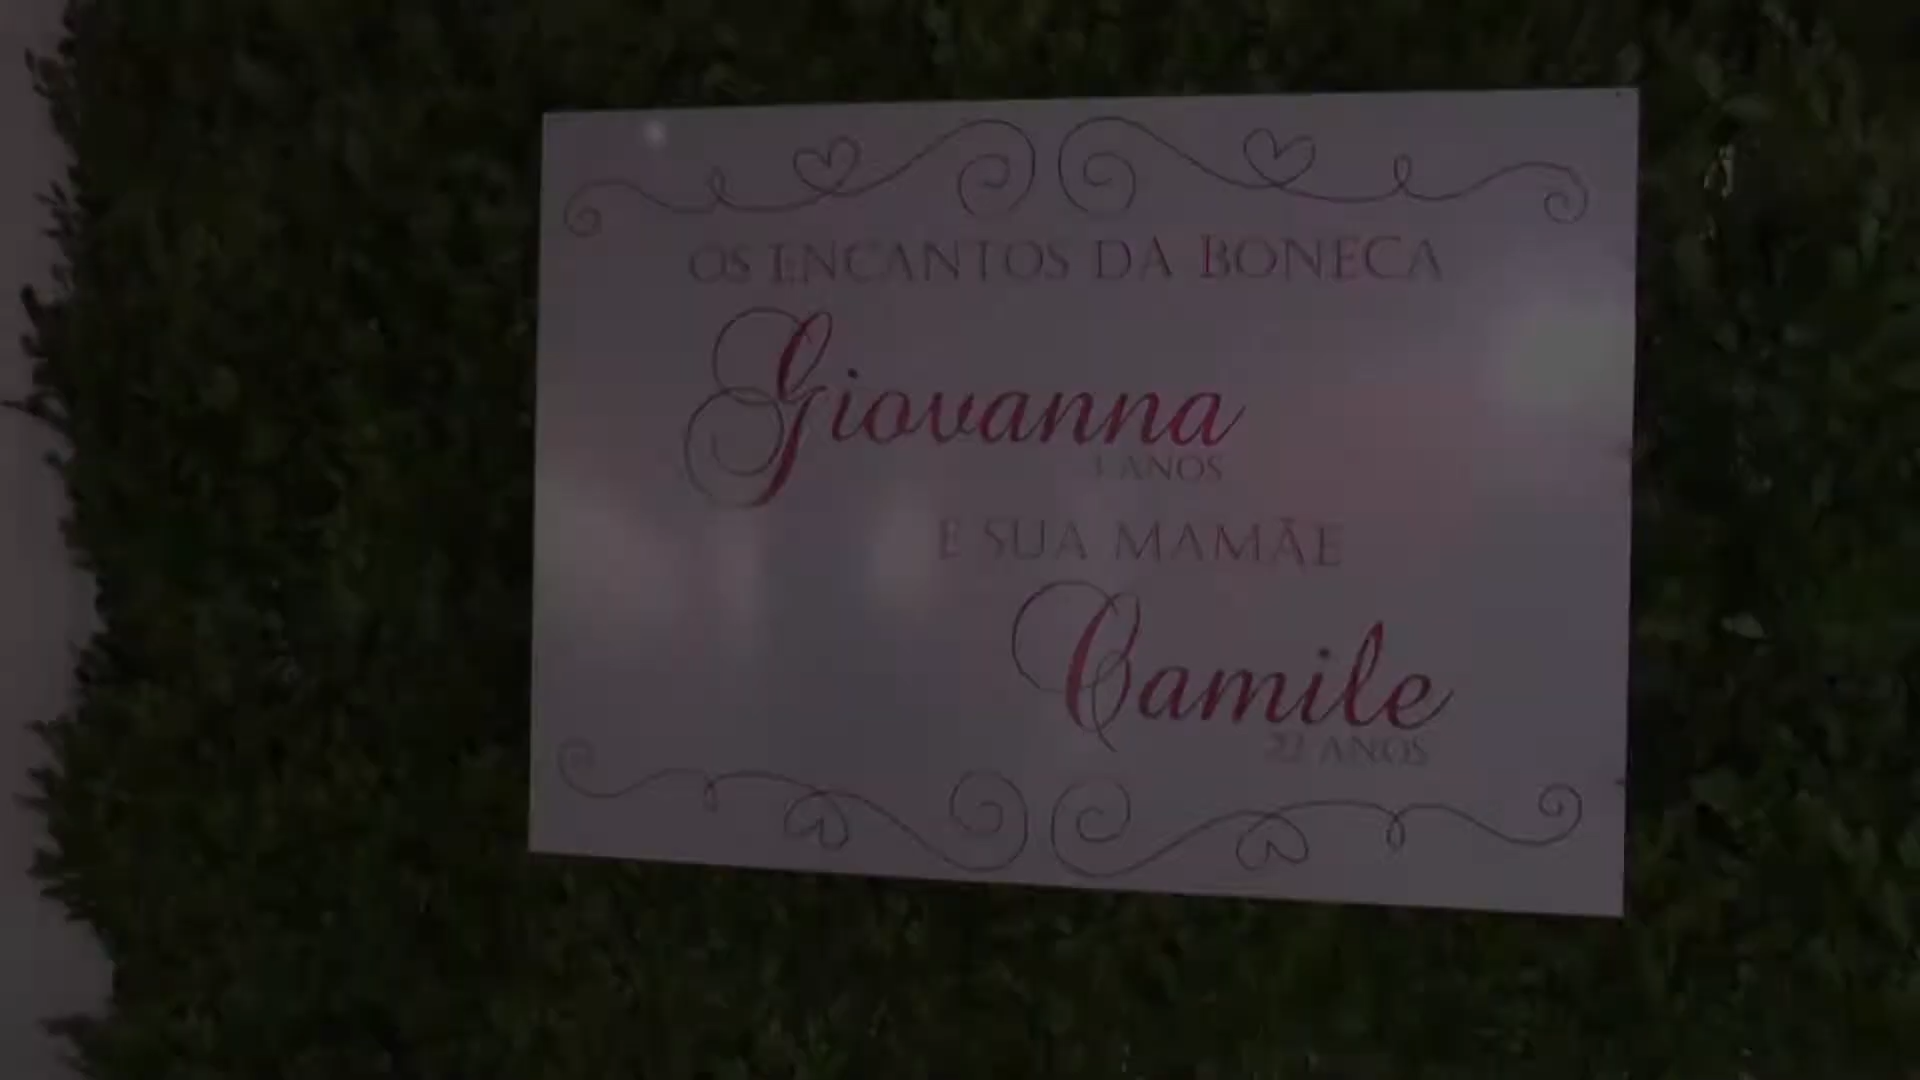 OS ENCANTOS DA BONECA
Giovanna
ANOS
E SUA MAMÃE
Camile
ANOS